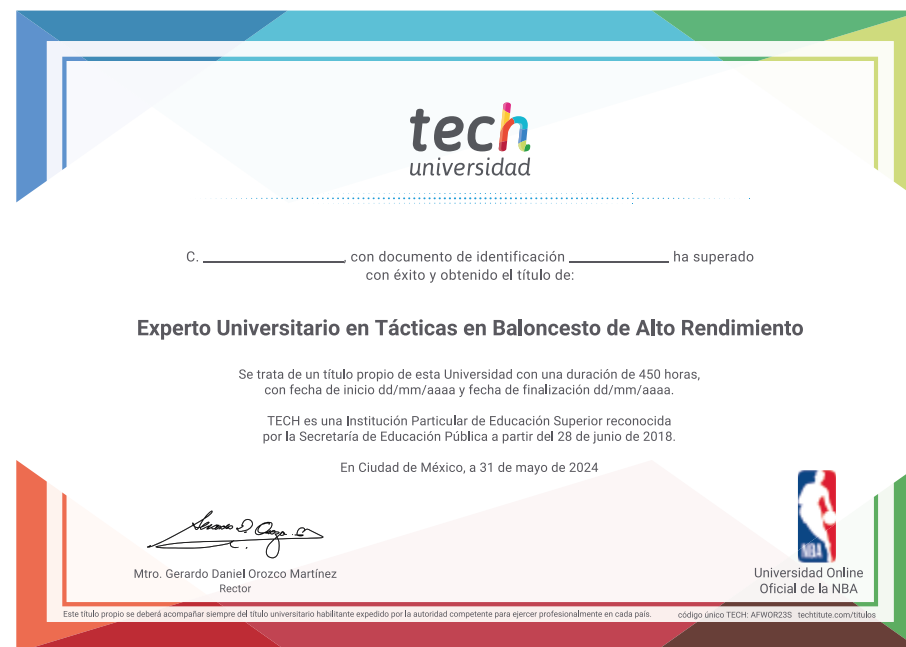 tech
universidad
C. ____________, con documento de identificación ____________ ha superado
con éxito y obtenido el título de:
Experto Universitario en Tácticas en Baloncesto de Alto Rendimiento
Se trata de un título propio de esta Universidad con una duración de 450 horas,
con fecha de inicio dd/mm/aaaa y fecha de finalización dd/mm/aaaa.
TECH es una Institución Particular de Educación Superior reconocida
por la Secretaría de Educación Pública a partir del 28 de junio de 2018.
En Ciudad de México, a 31 de mayo de 2024
Mtro. Gerardo Daniel Orozco Martínez
Rector
NBA
Universidad Online
Oficial de la NBA
Este título propio se deberá acompañar siempre del título universitario habilitante expedido por la autoridad competente para ejercer profesionalmente en cada país. código único TECH: AFWOR23S techtitute.com/titulos